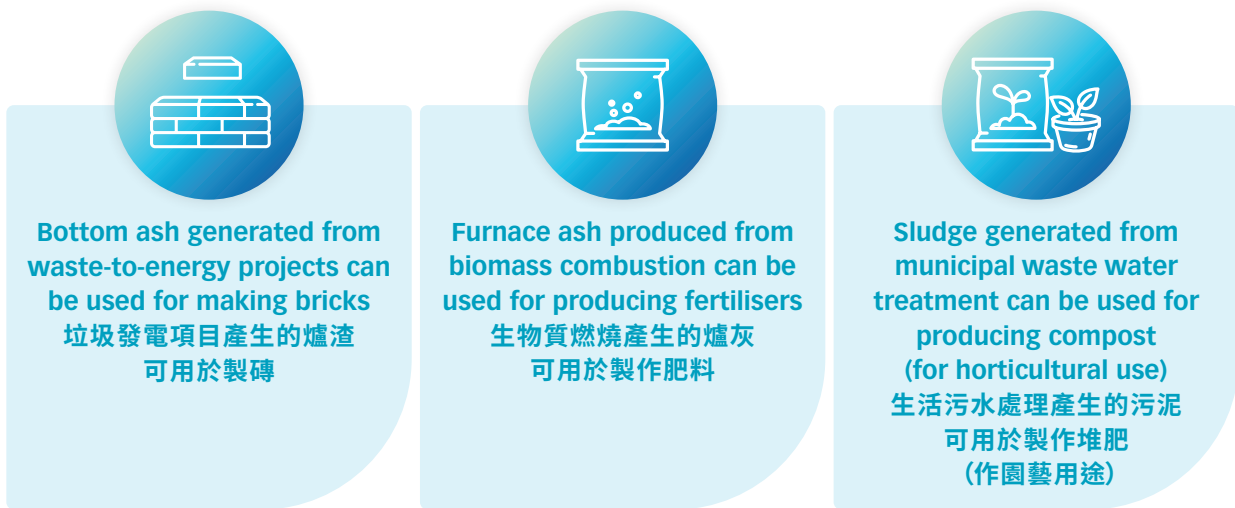 Bottom ash generated from
waste-to-energy projects can
be used for making bricks
垃圾發電項目產生的爐渣
可用於製磚
Furnace ash produced from
biomass combustion can be
used for producing fertilisers
生物質燃燒產生的爐灰
可用於製作肥料
Sludge generated from
municipal waste water
treatment can be used for
producing compost
(for horticultural use)
生活污水處理產生的污泥
可用於製作堆肥
（作園藝用途）